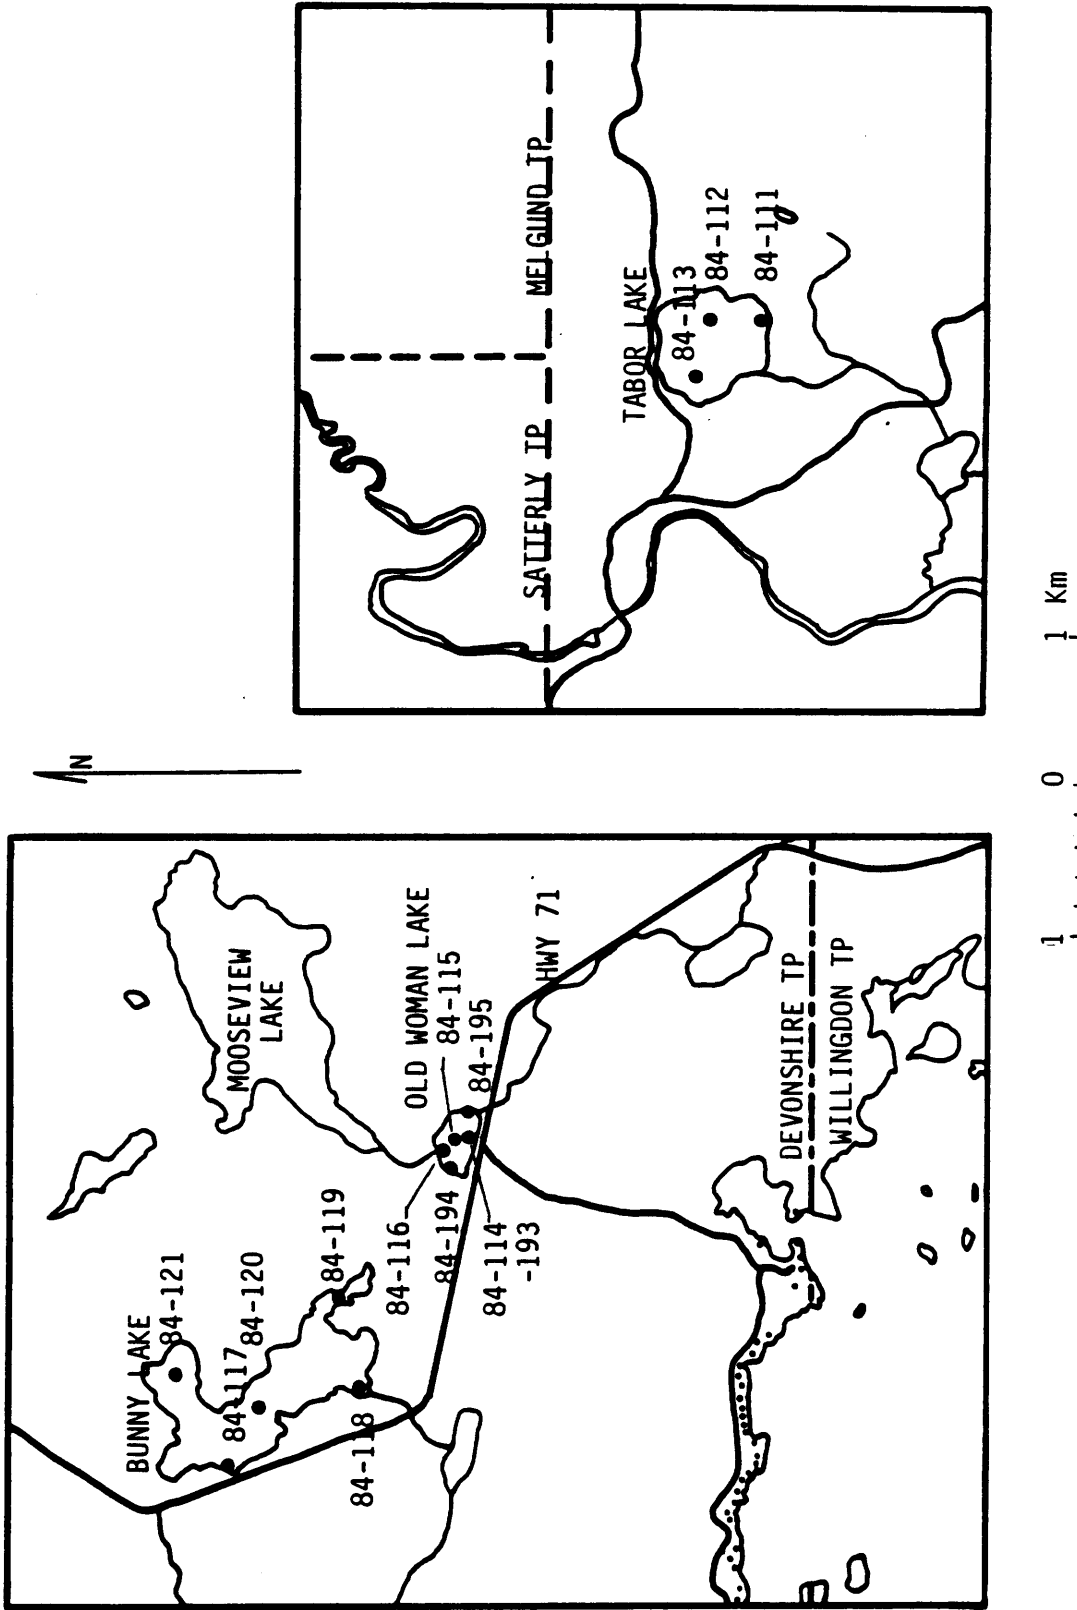 BUNNY LAKE
84-121
84-120
84-117
84-119
84-118
MOOSEVIEW
LAKE
OLD WOMAN LAKE
84-115
84-195
84-116
84-194
84-114
-193
HWY 71
DEVONSHIRE TP
WILLINGDON TP
N
SATTERLY TP
MELGUND TP
TABOR LAKE
84-113
84-112
84-111
1 0 1 Km